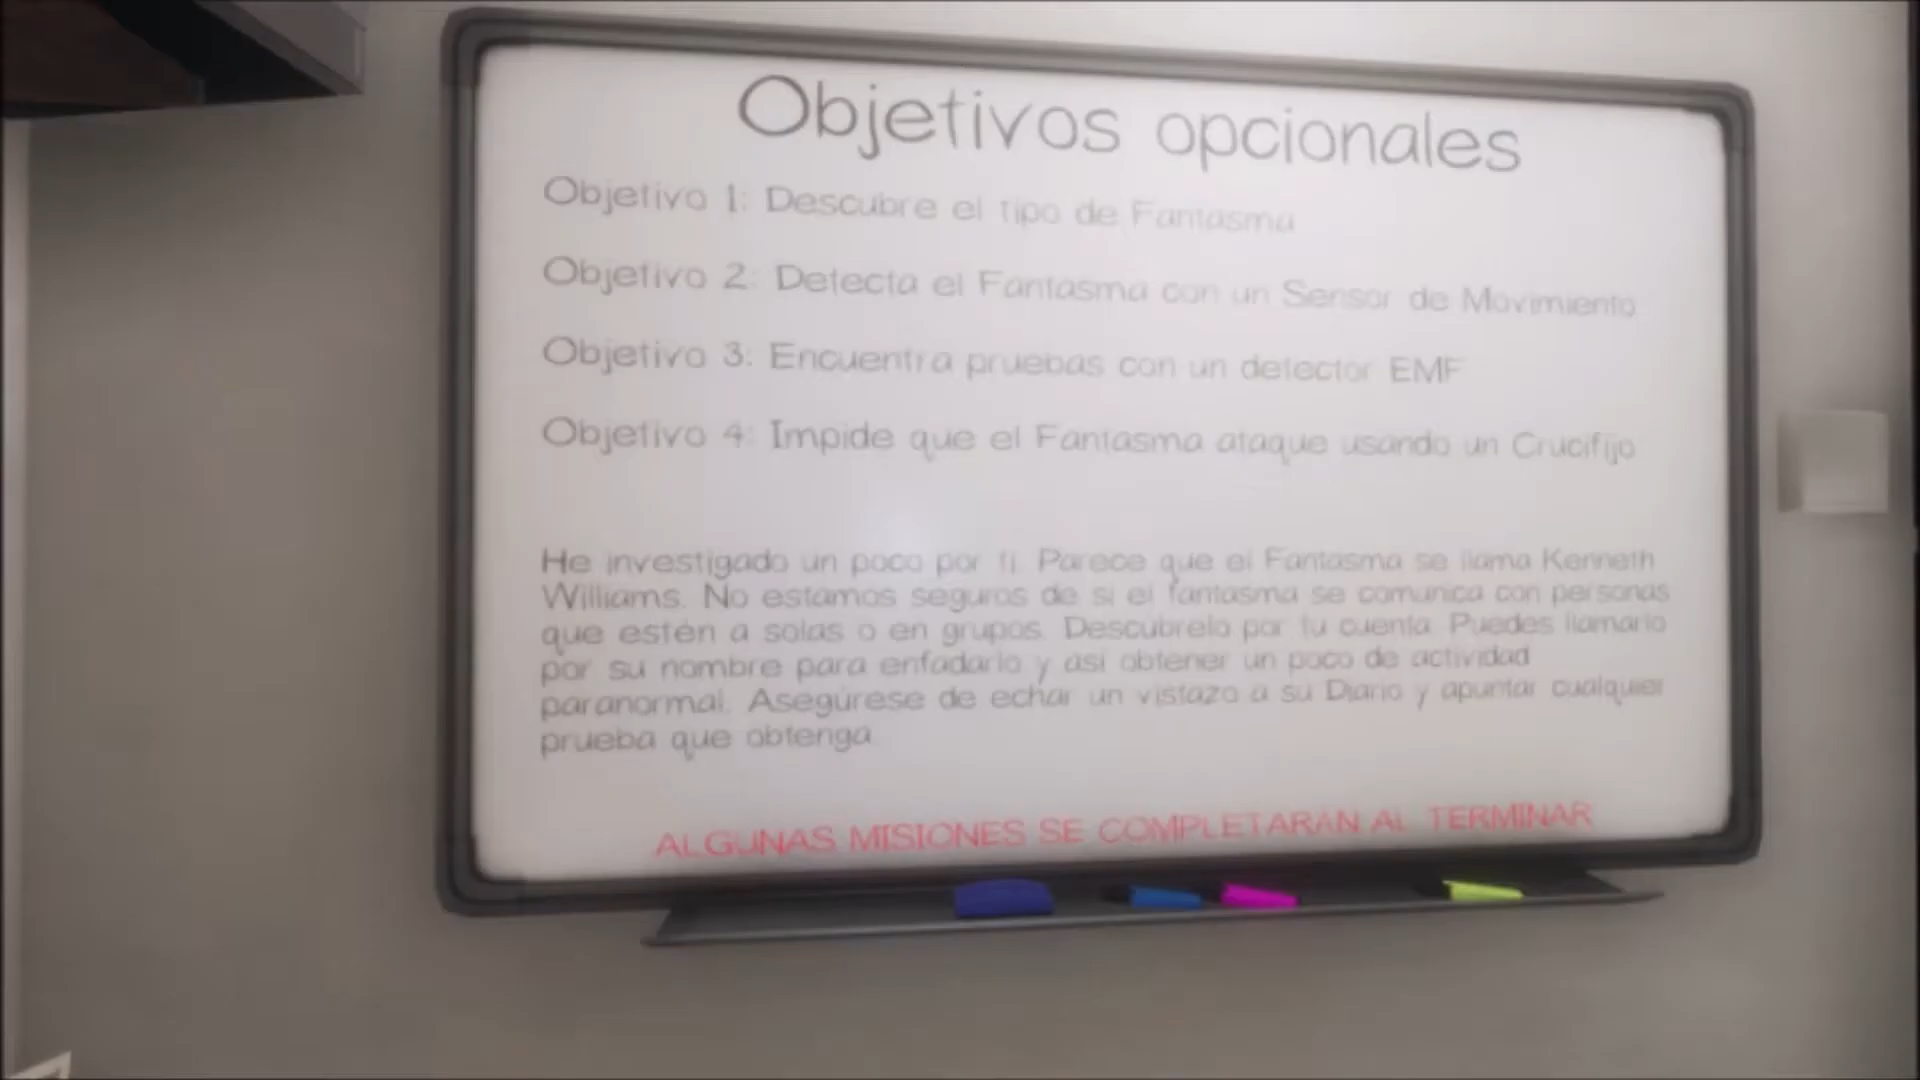 Objetivos opcionales
Objetivo 1: Descubre el tipo de Fantasma
Objetivo 2: Detecta el Fantasma con un Sensor de Movimiento
Objetivo 3: Encuentra pruebas con un detector EMF
Objetivo 4: Impide que el Fantasma ataque usando un Crucifijo
He investigado un poco por ti. Parece que el Fantasma se llama Kenneth
Williams. No estamos seguros de si el fantasma se comunica con personas
que estén a solas o en grupos. Descúbrelo por tu cuenta. Puedes llamarlo
por su nombre para enfadarlo y así obtener un poco de actividad
paranormal. Asegúrese de echar un vistazo a su Diario y apuntar cualquier
prueba que obtenga.
ALGUNAS MISIONES SE COMPLETARÁN AL TERMINAR